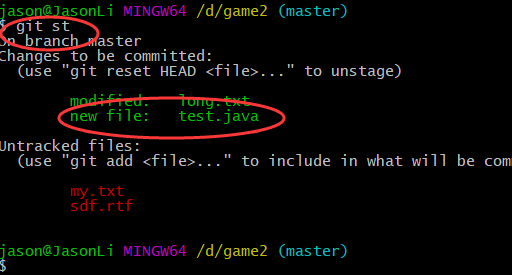 jason@JasonLi MINGW64 /d/game2 (master)
$ git st
On branch master
Changes to be committed:
(use "git reset HEAD <file>..." to unstage)
modified: long.txt
new file: test.java
Untracked files:
(use "git add <file>..." to include in what will be com
my.txt
sdf.rtf
jason@JasonLi MINGW64 /d/game2 (master)
$